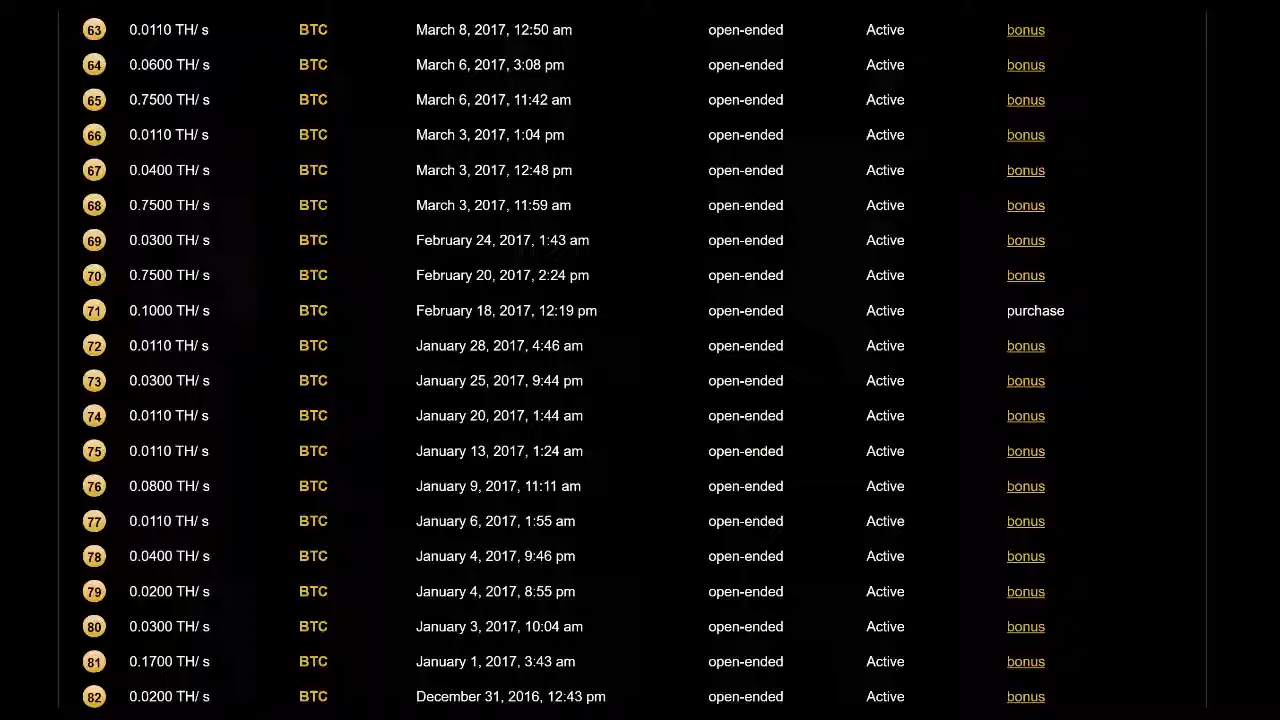 63 0.0110 TH/ s BTC March 8, 2017, 12:50 am open-ended Active bonus
64 0.0600 TH/ s BTC March 6, 2017, 3:08 pm open-ended Active bonus
65 0.7500 TH/ s BTC March 6, 2017, 11:42 am open-ended Active bonus
66 0.0110 TH/ s BTC March 3, 2017, 1:04 pm open-ended Active bonus
67 0.0400 TH/ s BTC March 3, 2017, 12:48 pm open-ended Active bonus
68 0.7500 TH/ s BTC March 3, 2017, 11:59 am open-ended Active bonus
69 0.0300 TH/ s BTC February 24, 2017, 1:43 am open-ended Active bonus
70 0.7500 TH/ s BTC February 20, 2017, 2:24 pm open-ended Active bonus
71 0.1000 TH/ s BTC February 18, 2017, 12:19 pm open-ended Active purchase
72 0.0110 TH/ s BTC January 28, 2017, 4:46 am open-ended Active bonus
73 0.0300 TH/ s BTC January 25, 2017, 9:44 pm open-ended Active bonus
74 0.0110 TH/ s BTC January 20, 2017, 1:44 am open-ended Active bonus
75 0.0110 TH/ s BTC January 13, 2017, 1:24 am open-ended Active bonus
76 0.0800 TH/ s BTC January 9, 2017, 11:11 am open-ended Active bonus
77 0.0110 TH/ s BTC January 6, 2017, 1:55 am open-ended Active bonus
78 0.0400 TH/ s BTC January 4, 2017, 9:46 pm open-ended Active bonus
79 0.0200 TH/ s BTC January 4, 2017, 8:55 pm open-ended Active bonus
80 0.0300 TH/ s BTC January 3, 2017, 10:04 am open-ended Active bonus
81 0.1700 TH/ s BTC January 1, 2017, 3:43 am open-ended Active bonus
82 0.0200 TH/ s BTC December 31, 2016, 12:43 pm open-ended Active bonus